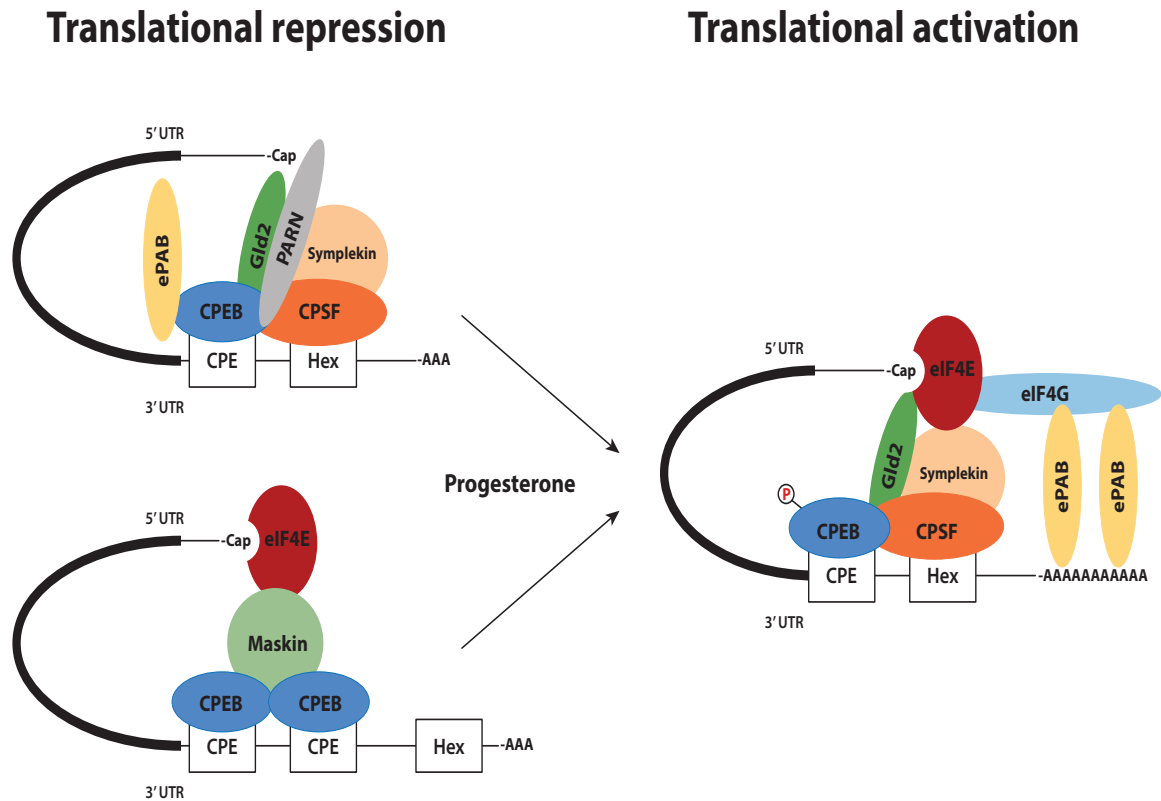 Translational repression
Translational activation
5’ UTR
-Cap
ePAB
Gld2
PARN
Symplekin
CPEB
CPSF
CPE
Hex
-AAA
3’ UTR
Progesterone
5’ UTR
-Cap
eIF4E
Maskin
CPEB
CPEB
CPE
CPE
Hex
-AAA
3’ UTR
5’ UTR
-Cap
eIF4E
eIF4G
Gld2
Symplekin
ePAB
ePAB
P
CPEB
CPSF
CPE
Hex
-AAAAAAAAAAA
3’ UTR